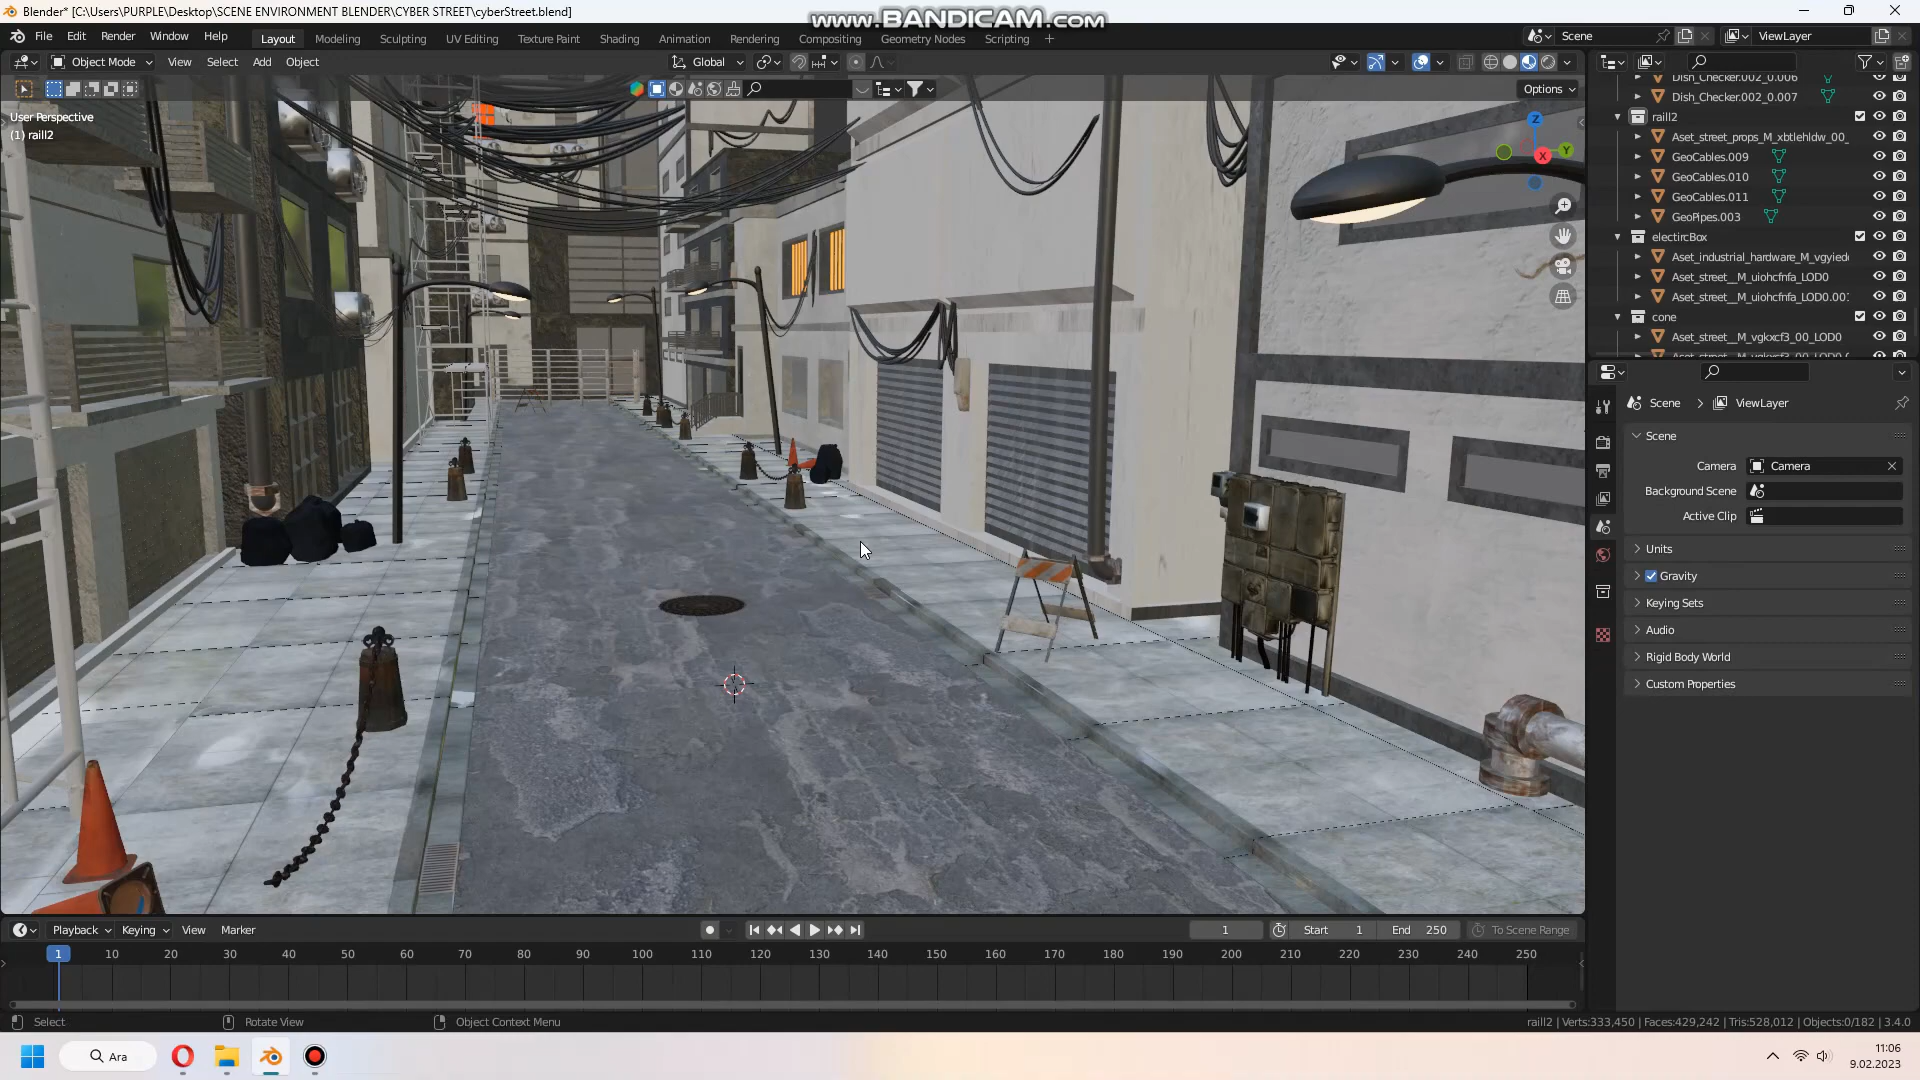 Blender* [C:\Users\PURPLE\Desktop\SCENE ENVIRONMENT BLENDER\CYBER STREET\cyberStreet.blend]
www.BANDICAM.com
File Edit Render Window Help
Layout Modeling Sculpting UV Editing Texture Paint Shading Animation Rendering Compositing Geometry Nodes Scripting +
Scene
ViewLayer
Object Mode View Select Add Object
Global
Options
User Perspective
(1) raill2
Z
Y
X
Dish_Checker.002_0.006
Dish_Checker.002_0.007
raill2
Aset_street_props_M_xbtlehldw_00_
GeoCables.009
GeoCables.010
GeoCables.011
GeoPipes.003
electircBox
Aset_industrial_hardware_M_vgyied
Aset_street__M_uiohcfnfa_LOD0
Aset_street__M_uiohcfnfa_LOD0.00
cone
Aset_street__M_vgkxcf3_00_LOD0
Scene > ViewLayer
Scene
Camera Camera
Background Scene
Active Clip
Units
Gravity
Keying Sets
Audio
Rigid Body World
Custom Properties
Playback Keying View Marker
1
Start 1
End 250
To Scene Range
1 10 20 30 40 50 60 70 80 90 100 110 120 130 140 150 160 170 180 190 200 210 220 230 240 250
Select
Rotate View
Object Context Menu
raill2 | Verts:333,450 | Faces:429,242 | Tris:528,012 | Objects:0/182 | 3.4.0
Ara
11:06
9.02.2023